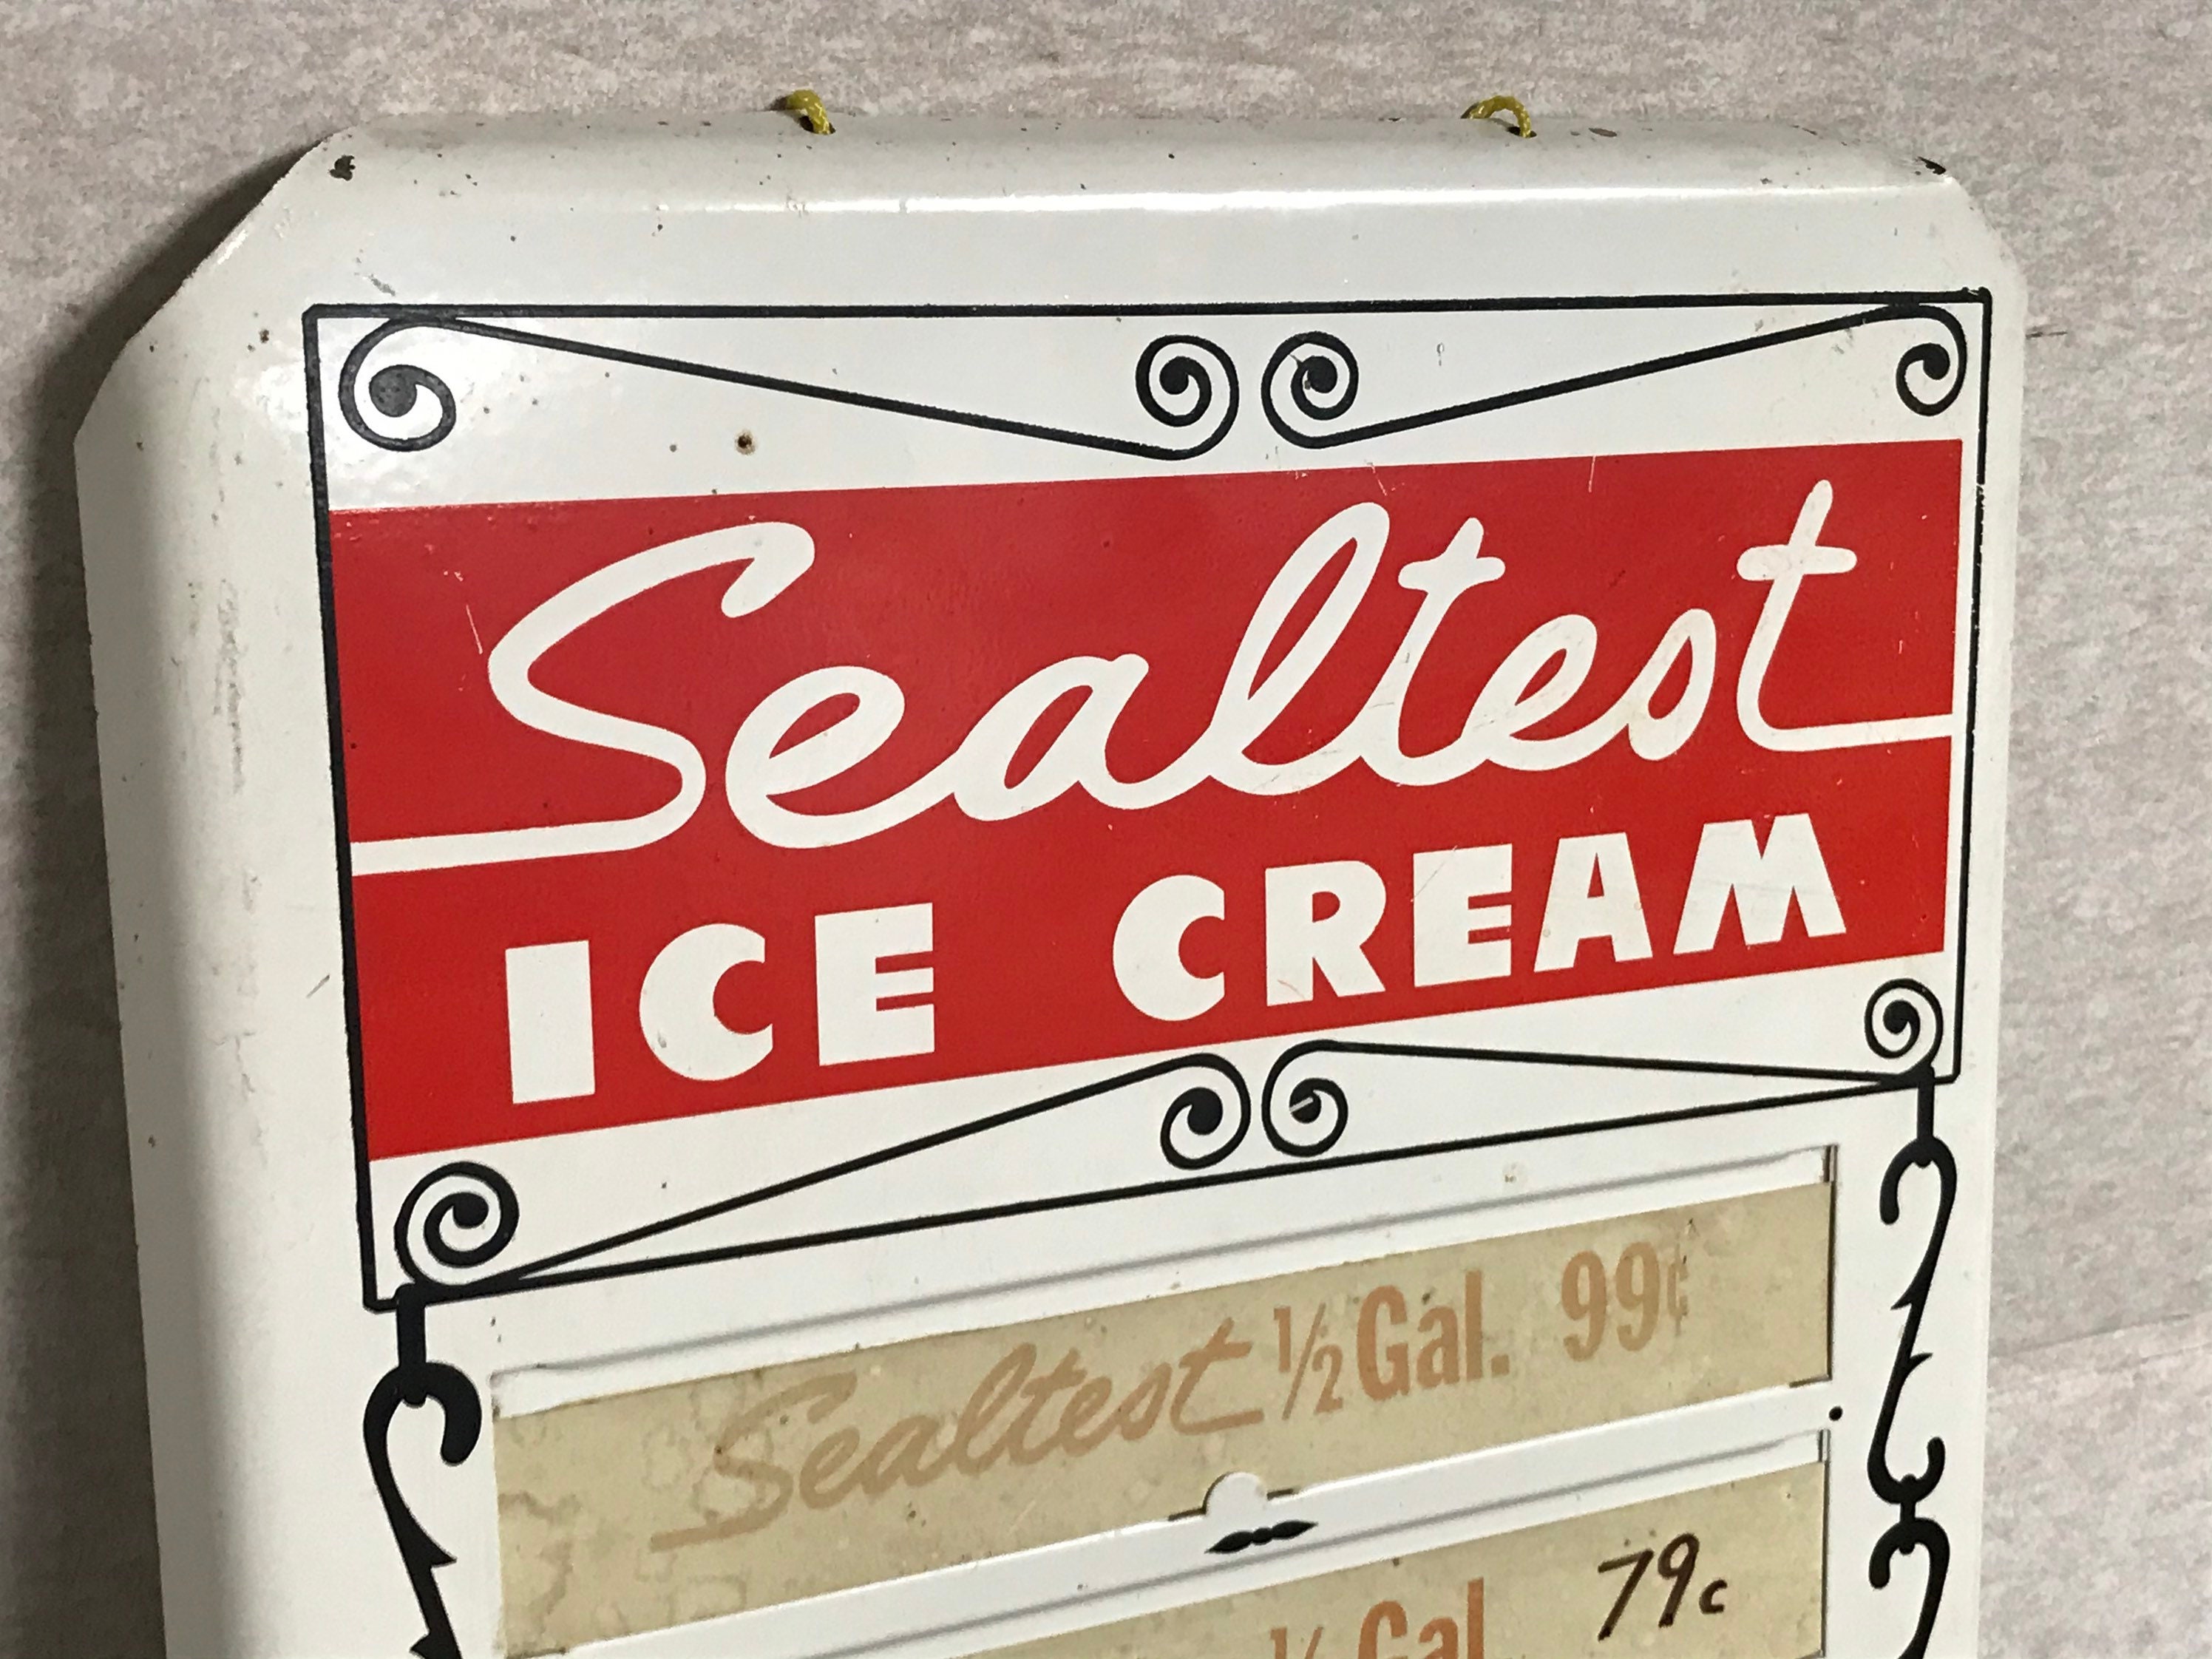 Sealtest
ICE CREAM
Sealtest 1/2 Gal. 99¢
1/2 Gal. 79c